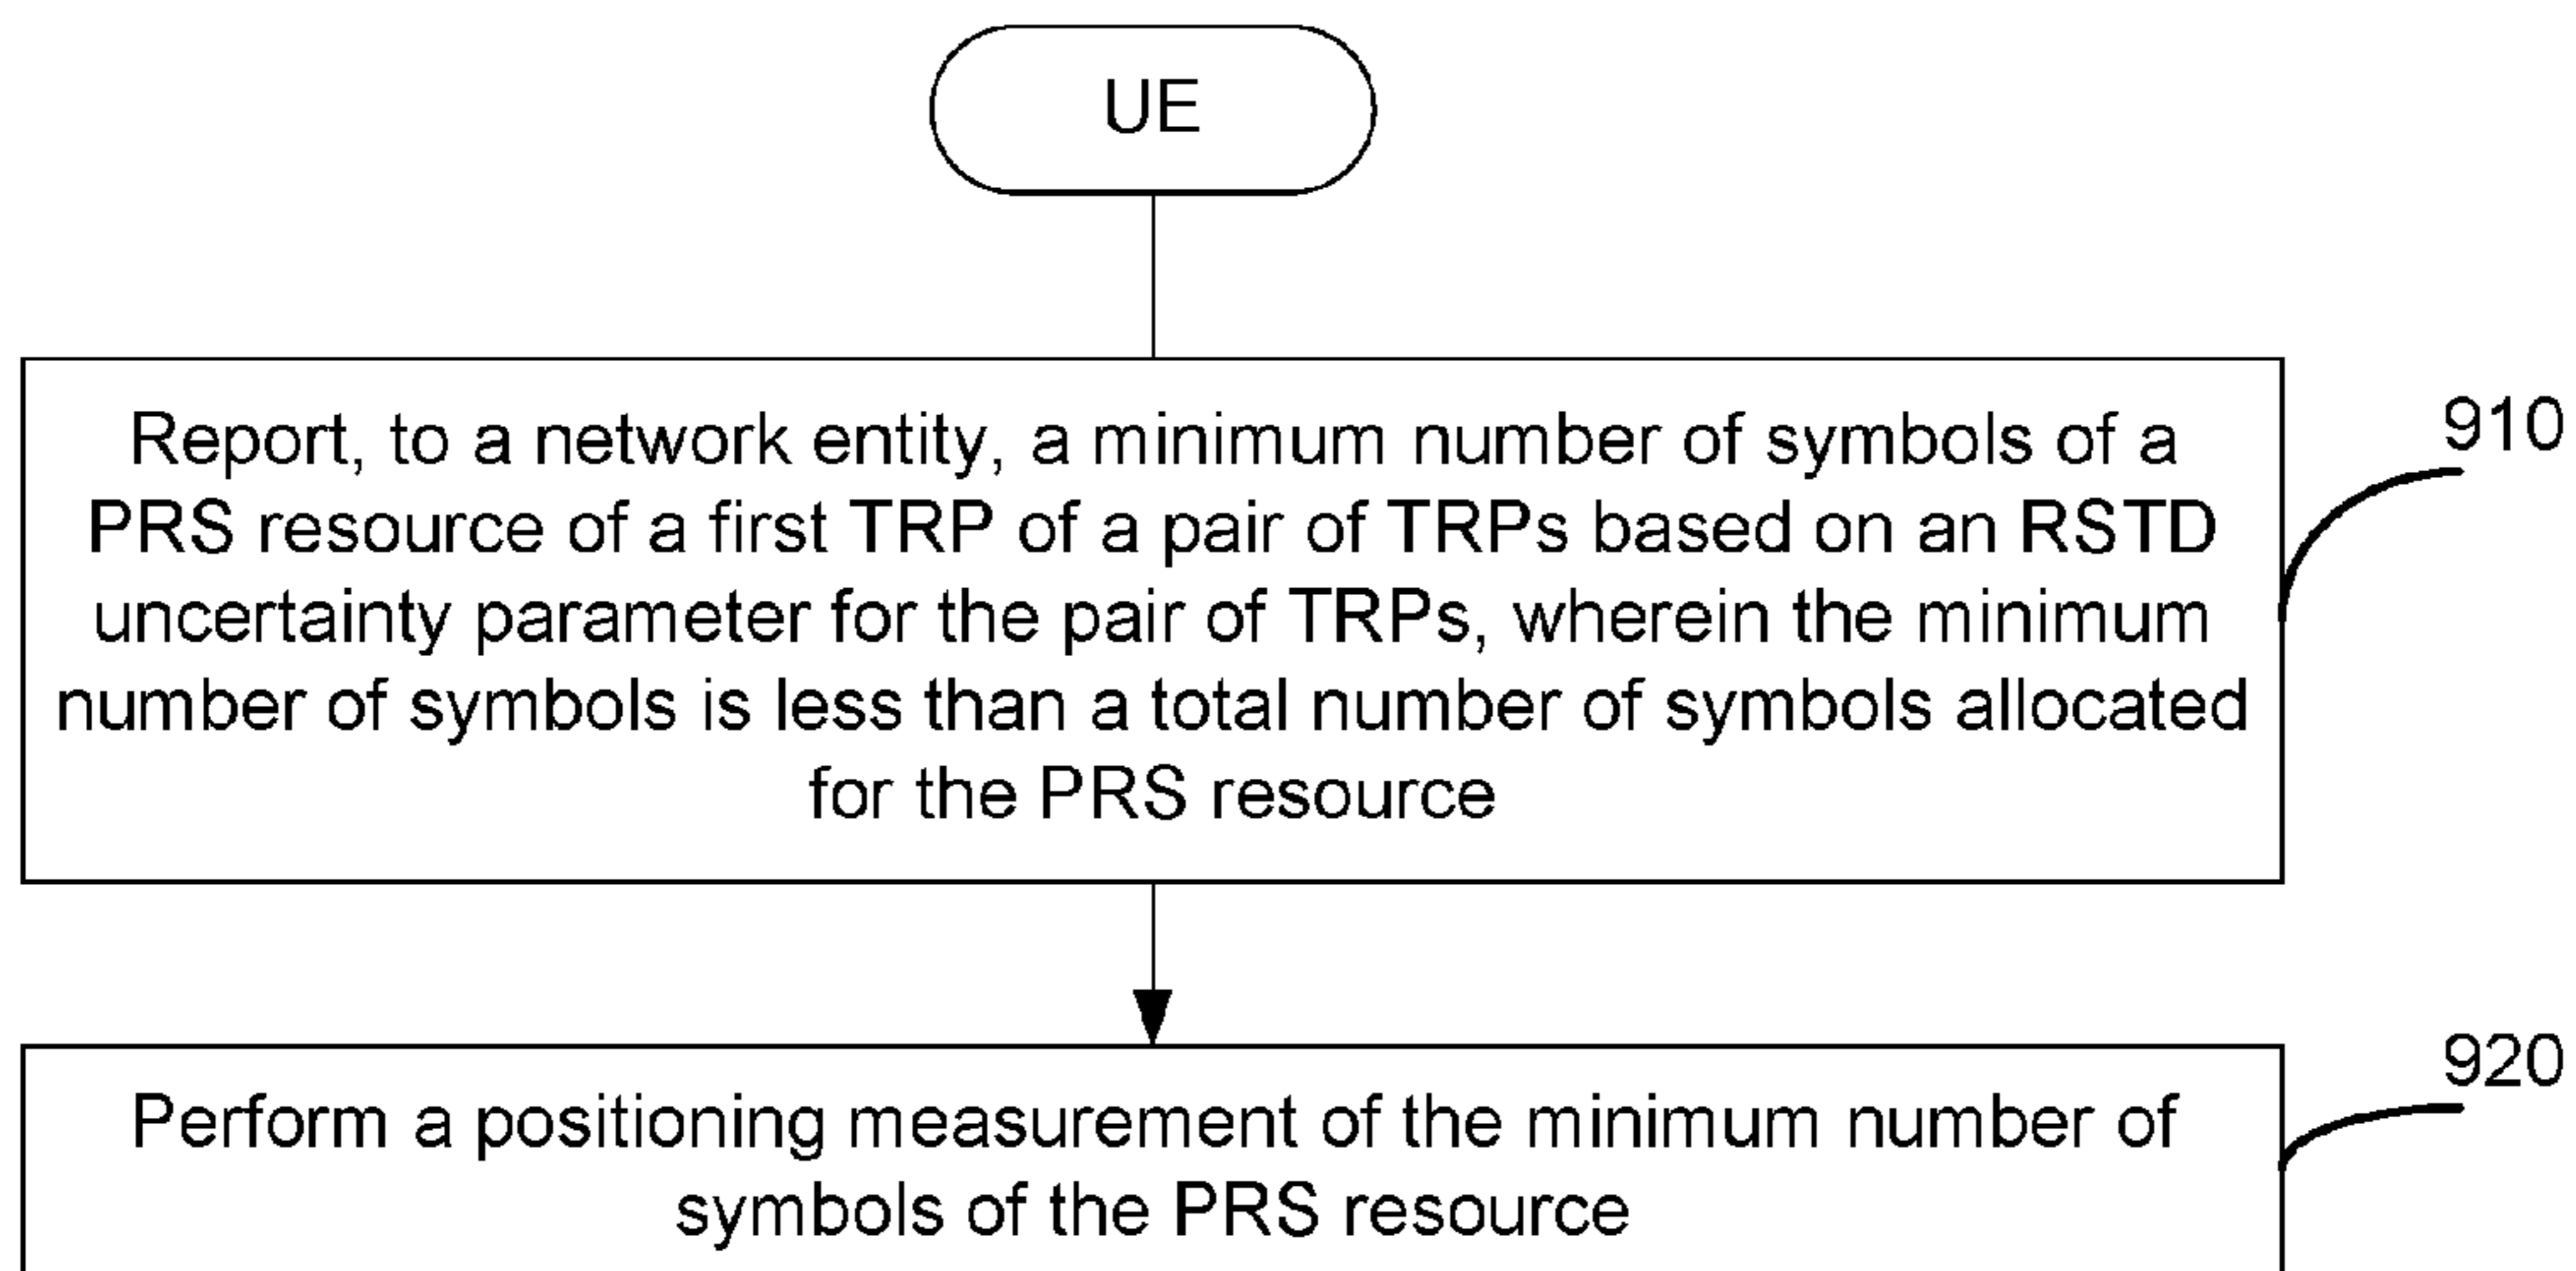 UE
Report, to a network entity, a minimum number of symbols of a
PRS resource of a first TRP of a pair of TRPs based on an RSTD
uncertainty parameter for the pair of TRPs, wherein the minimum
number of symbols is less than a total number of symbols allocated
for the PRS resource
910
Perform a positioning measurement of the minimum number of
symbols of the PRS resource
920